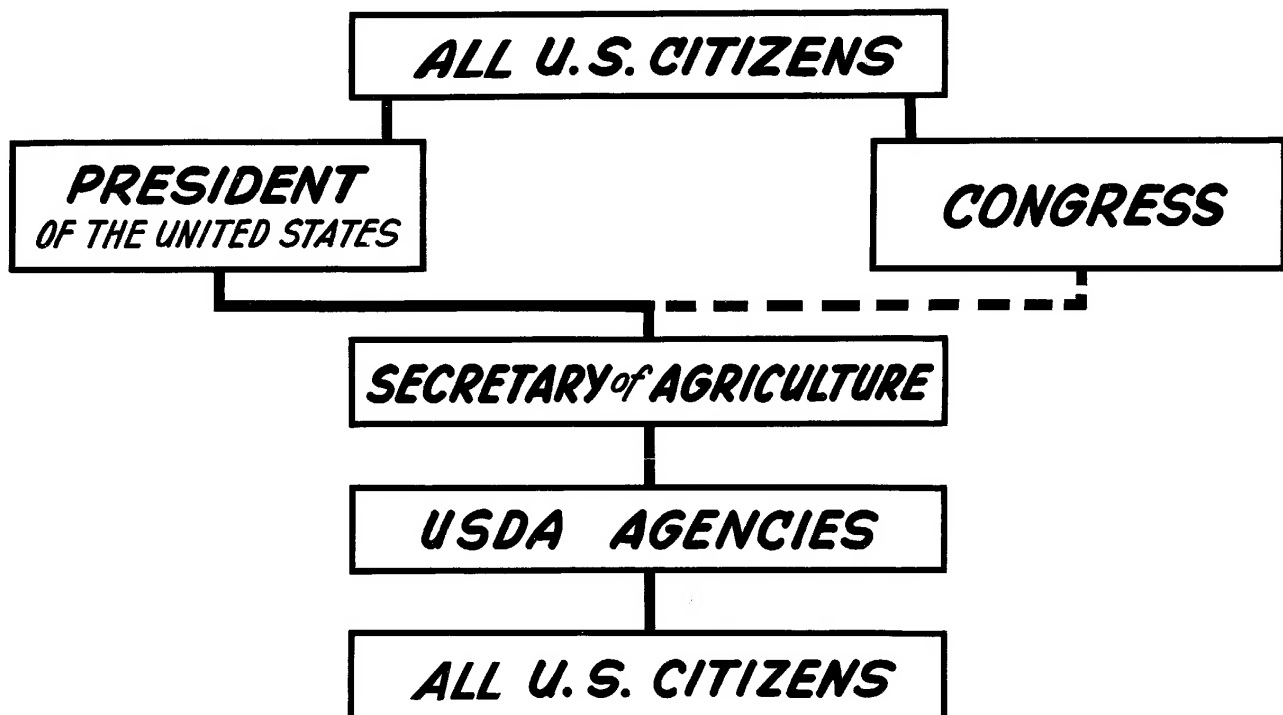 ALL U.S. CITIZENS
PRESIDENT
OF THE UNITED STATES
CONGRESS
SECRETARY of AGRICULTURE
USDA AGENCIES
ALL U.S. CITIZENS